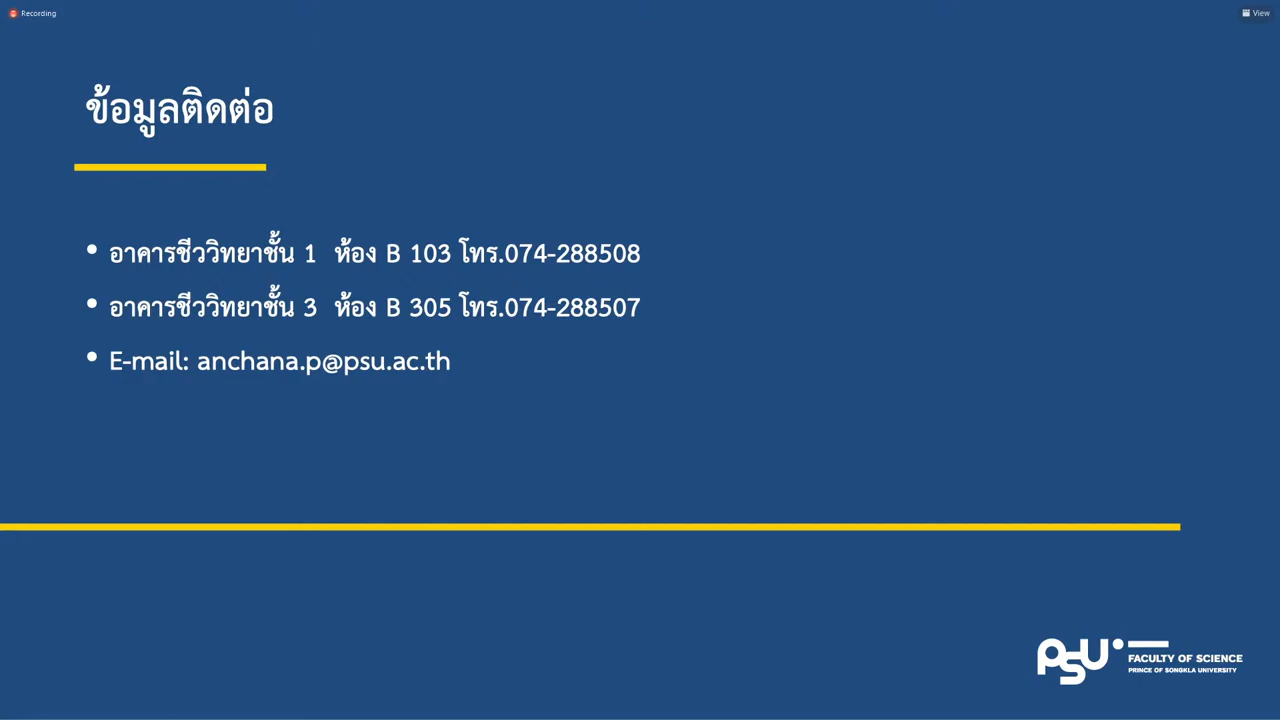 Recording
View
ข้อมูลติดต่อ
• อาคารชีววิทยาชั้น 1 ห้อง B 103 โทร.074-288508
• อาคารชีววิทยาชั้น 3 ห้อง B 305 โทร.074-288507
• E-mail: anchana.p@psu.ac.th
PSU
FACULTY OF SCIENCE
PRINCE OF SONGKLA UNIVERSITY